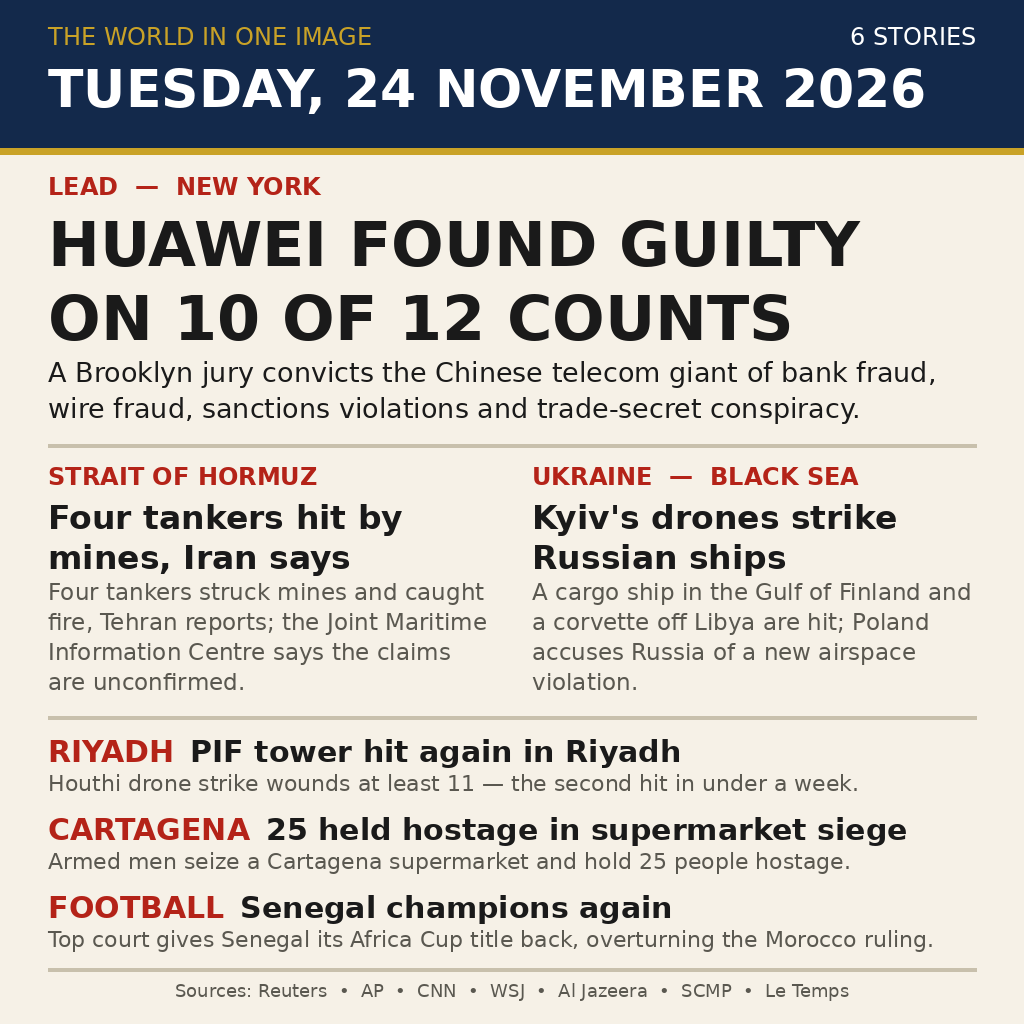 THE WORLD IN ONE IMAGE
6 STORIES
TUESDAY, 24 NOVEMBER 2026
LEAD — NEW YORK
HUAWEI FOUND GUILTY
ON 10 OF 12 COUNTS
A Brooklyn jury convicts the Chinese telecom giant of bank fraud,
wire fraud, sanctions violations and trade-secret conspiracy.
STRAIT OF HORMUZ
Four tankers hit by
mines, Iran says
Four tankers struck mines and caught
fire, Tehran reports; the Joint Maritime
Information Centre says the claims
are unconfirmed.
UKRAINE — BLACK SEA
Kyiv's drones strike
Russian ships
A cargo ship in the Gulf of Finland and
a corvette off Libya are hit; Poland
accuses Russia of a new airspace
violation.
RIYADH PIF tower hit again in Riyadh
Houthi drone strike wounds at least 11 — the second hit in under a week.
CARTAGENA 25 held hostage in supermarket siege
Armed men seize a Cartagena supermarket and hold 25 people hostage.
FOOTBALL Senegal champions again
Top court gives Senegal its Africa Cup title back, overturning the Morocco ruling.
Sources: Reuters • AP • CNN • WSJ • Al Jazeera • SCMP • Le Temps